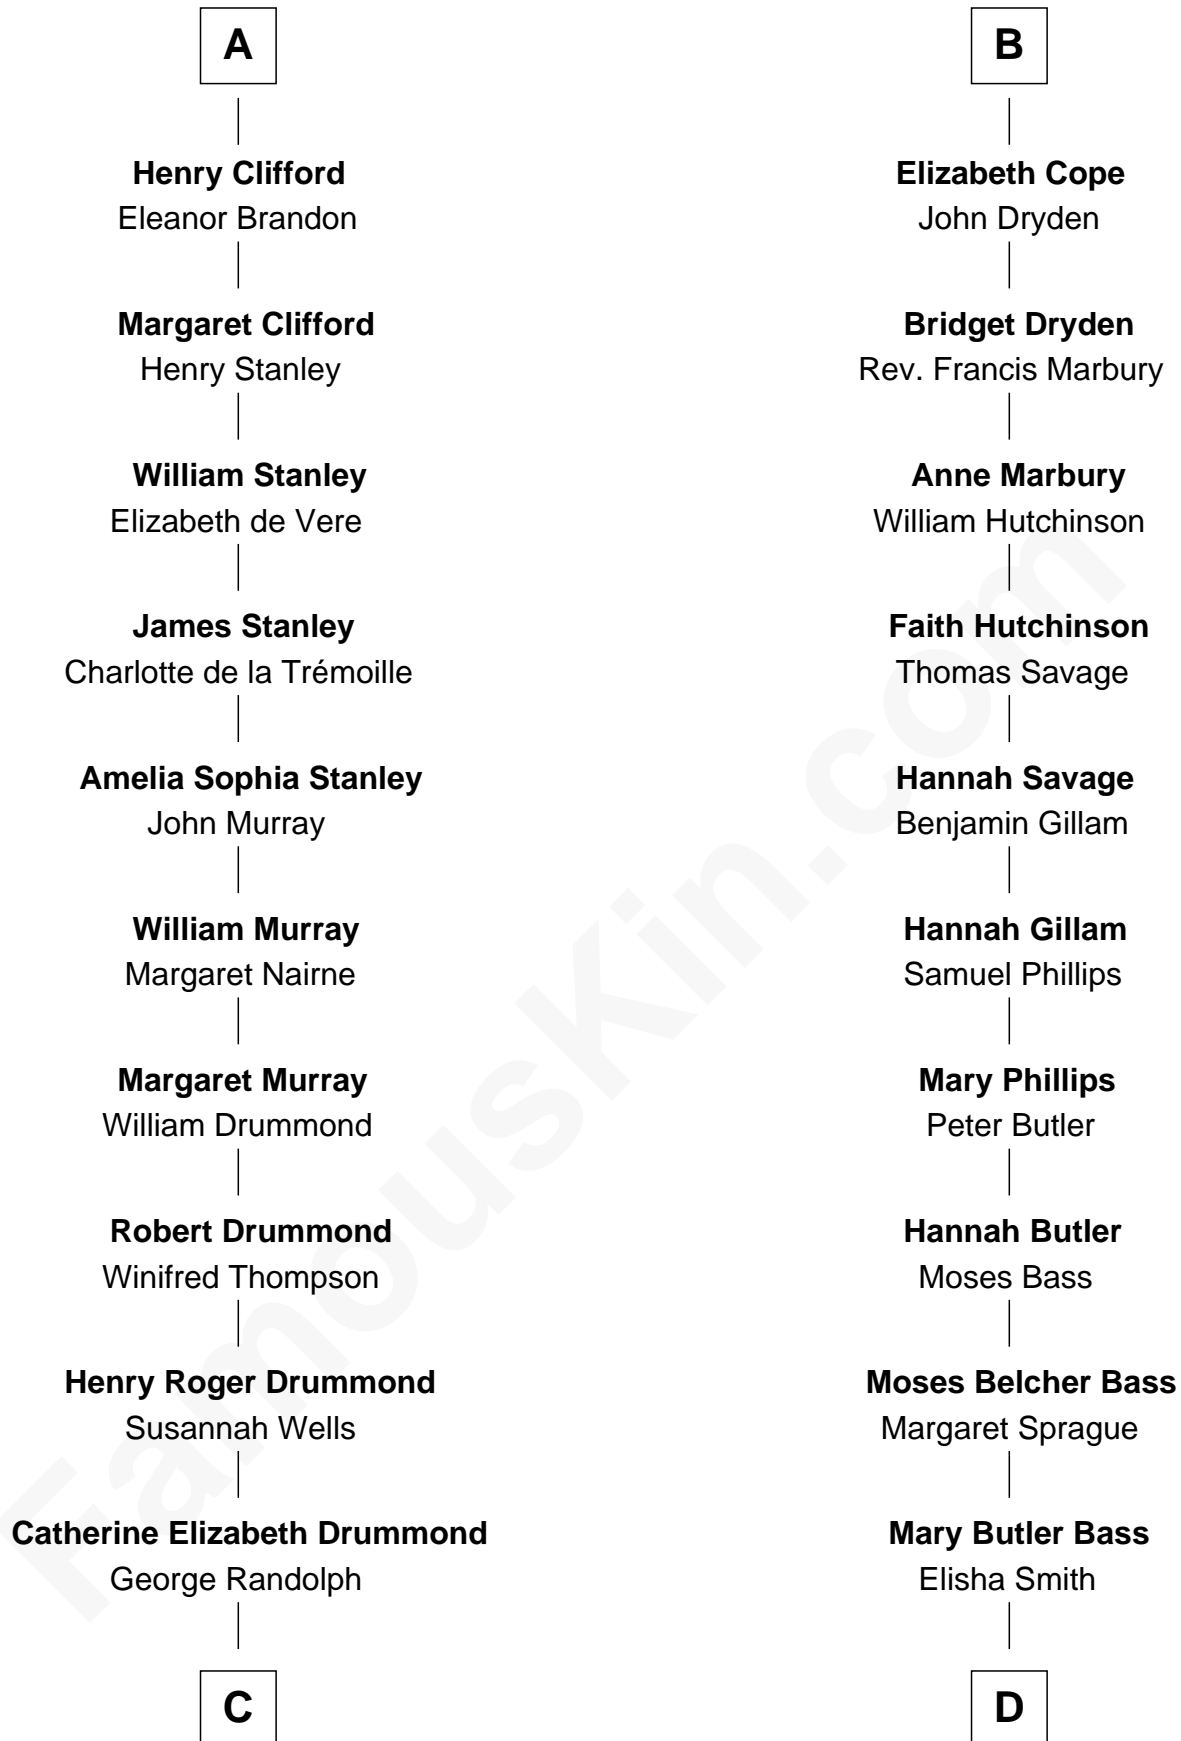 A
Henry Clifford
Eleanor Brandon
Margaret Clifford
Henry Stanley
William Stanley
Elizabeth de Vere
James Stanley
Charlotte de la Trémoille
Amelia Sophia Stanley
John Murray
William Murray
Margaret Nairne
Margaret Murray
William Drummond
Robert Drummond
Winifred Thompson
Henry Roger Drummond
Susannah Wells
Catherine Elizabeth Drummond
George Randolph
C
B
Elizabeth Cope
John Dryden
Bridget Dryden
Rev. Francis Marbury
Anne Marbury
William Hutchinson
Faith Hutchinson
Thomas Savage
Hannah Savage
Benjamin Gillam
Hannah Gillam
Samuel Phillips
Mary Phillips
Peter Butler
Hannah Butler
Moses Bass
Moses Belcher Bass
Margaret Sprague
Mary Butler Bass
Elisha Smith
D
FamousKin.com